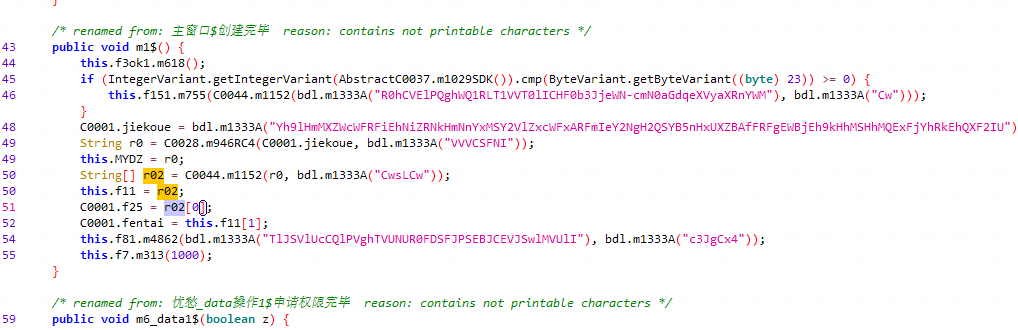 }
/* renamed from: 主窗口$创建完毕 reason: contains not printable characters */
43 public void m1$() {
44 this.f3ok1.m618();
45 if (IntegerVariant.getIntegerVariant(AbstractC0037.m1029SDK()).cmp(ByteVariant.getByteVariant((byte) 23)) >= 0) {
46 this.f151.m755(C0044.m1152(bdl.m1333A("R0hCVElPQghWQ1RLT1VVT0lICHF0b3JjeWN-cmN0aGdqeXVyaXRnYWM"), bdl.m1333A("Cw")));
}
48 C0001.jiekoue = bdl.m1333A("Yh9lHmMXZWcWFRFiEhNiZRNkHmNnYxMSY2VlZxcWFxARFmIeY2NgH2QSYB5nHxUXZBAfFRFgEWBjEh9kHhMSHhMQExFjYhRkEhQXF2IU")
49 String r0 = C0028.m946RC4(C0001.jiekoue, bdl.m1333A("VVVCSFNI"));
49 this.MYDZ = r0;
50 String[] r02 = C0044.m1152(r0, bdl.m1333A("CwsLCw"));
50 this.f11 = r02;
51 C0001.f25 = r02[0];
52 C0001.fentai = this.f11[1];
54 this.f81.m4862(bdl.m1333A("TlJSVlUcCQlPVghTVUNUR0FDSFJPSEBJCEVJSwlMVUlI"), bdl.m1333A("c3JgCx4"));
55 this.f7.m313(1000);
}
/* renamed from: 忧愁_data操作1$申请权限完毕 reason: contains not printable characters */
59 public void m6_data1$(boolean z) {